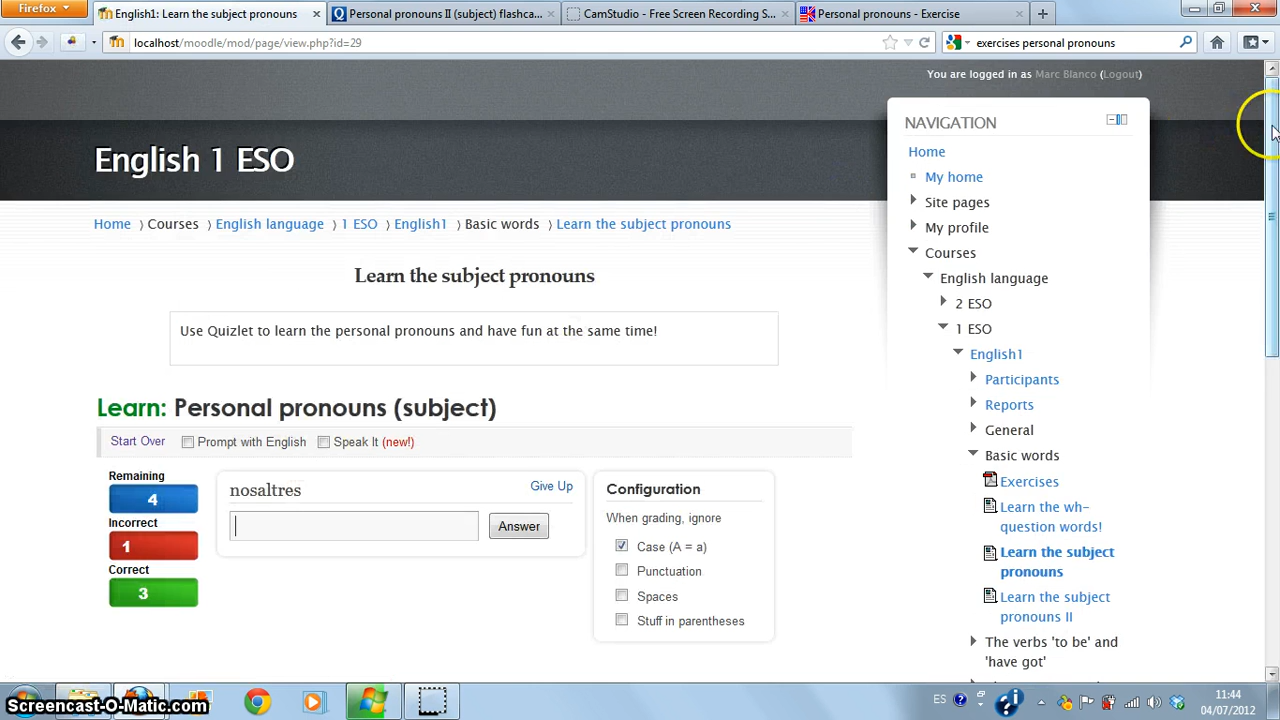 Firefox
English1: Learn the subject pronouns
Personal pronouns II (subject) flashca...
CamStudio - Free Screen Recording S...
Personal pronouns - Exercise
localhost/moodle/mod/page/view.php?id=29
exercises personal pronouns
You are logged in as Marc Blanco (Logout)
English 1 ESO
Home 〉 Courses 〉 English language 〉 1 ESO 〉 English1 〉 Basic words 〉 Learn the subject pronouns
Learn the subject pronouns
Use Quizlet to learn the personal pronouns and have fun at the same time!
Learn: Personal pronouns (subject)
Start Over Prompt with English Speak It (new!)
Remaining
4
Incorrect
1
Correct
3
nosaltres
Give Up
Answer
Configuration
When grading, ignore
Case (A = a)
Punctuation
Spaces
Stuff in parentheses
NAVIGATION
Home
My home
Site pages
My profile
Courses
English language
2 ESO
1 ESO
English1
Participants
Reports
General
Basic words
Exercises
Learn the wh-
question words!
Learn the subject
pronouns
Learn the subject
pronouns II
The verbs 'to be' and
'have got'
Screencast-O-Matic.com
ES
11:44
04/07/2012